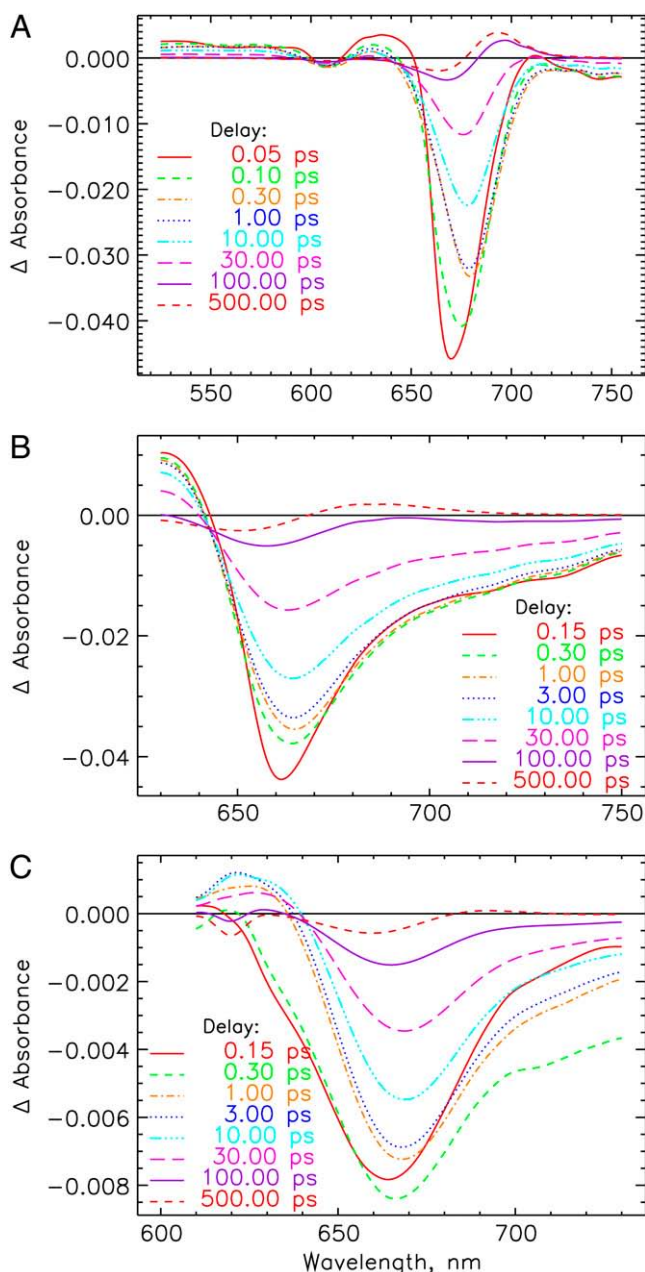 A
0.000
-0.010
-0.020
-0.030
-0.040
Δ Absorbance
Delay:
0.05 ps
0.10 ps
0.30 ps
1.00 ps
10.00 ps
30.00 ps
100.00 ps
500.00 ps
550 600 650 700 750
B
0.00
-0.02
-0.04
Δ Absorbance
Delay:
0.15 ps
0.30 ps
1.00 ps
3.00 ps
10.00 ps
30.00 ps
100.00 ps
500.00 ps
650 700 750
C
0.000
-0.002
-0.004
-0.006
-0.008
Δ Absorbance
Delay:
0.15 ps
0.30 ps
1.00 ps
3.00 ps
10.00 ps
30.00 ps
100.00 ps
500.00 ps
600 650 700
Wavelength, nm